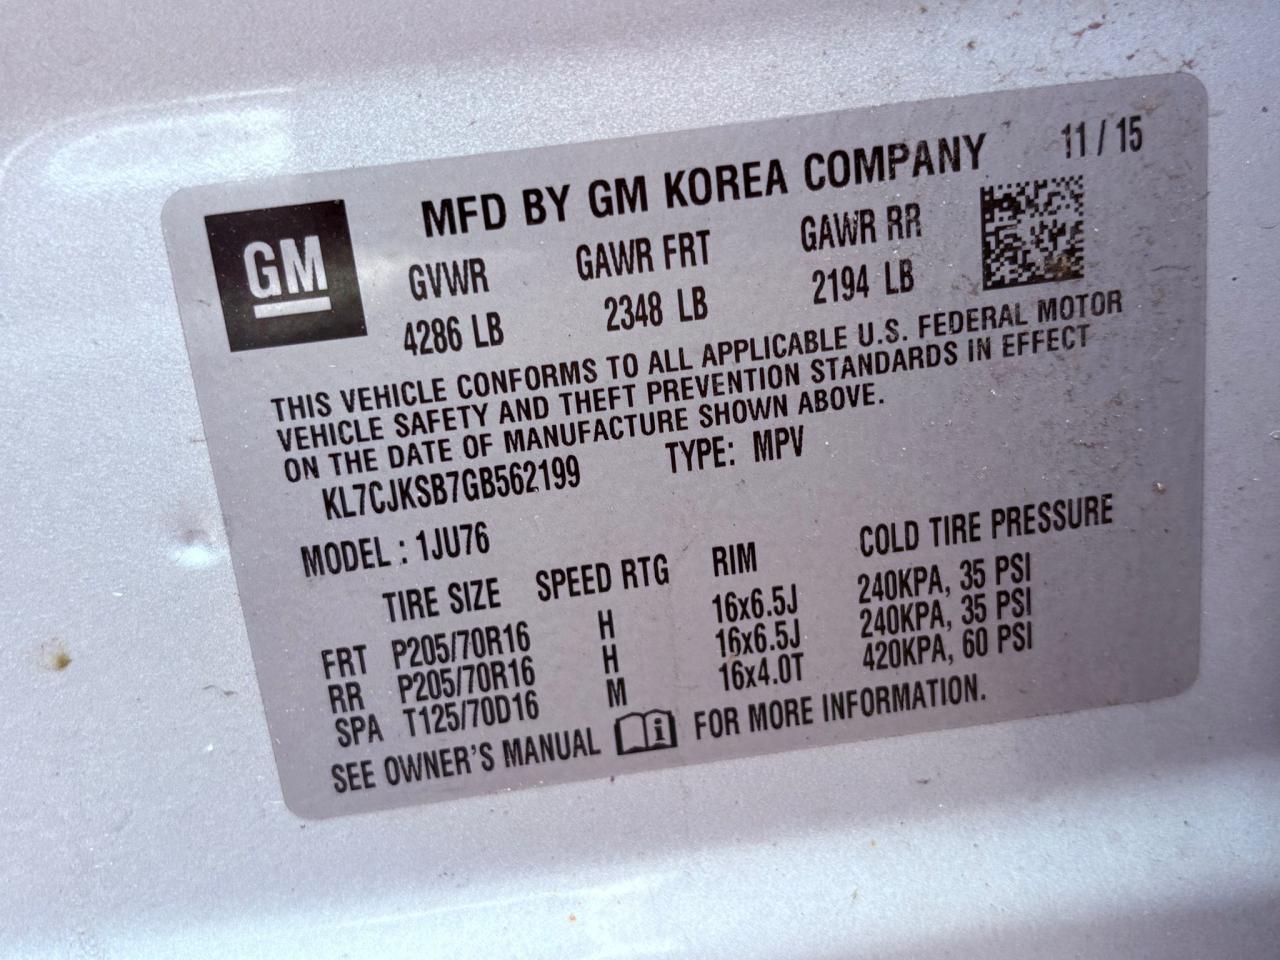 MFD BY GM KOREA COMPANY 11 / 15
GM
GVWR GAWR FRT GAWR RR
4286 LB 2348 LB 2194 LB
THIS VEHICLE CONFORMS TO ALL APPLICABLE U.S. FEDERAL MOTOR
VEHICLE SAFETY AND THEFT PREVENTION STANDARDS IN EFFECT
ON THE DATE OF MANUFACTURE SHOWN ABOVE.
KL7CJKSB7GB562199 TYPE: MPV
MODEL : 1JU76
TIRE SIZE SPEED RTG RIM COLD TIRE PRESSURE
FRT P205/70R16 H 16x6.5J 240KPA, 35 PSI
RR P205/70R16 H 16x6.5J 240KPA, 35 PSI
SPA T125/70D16 M 16x4.0T 420KPA, 60 PSI
SEE OWNER'S MANUAL FOR MORE INFORMATION.